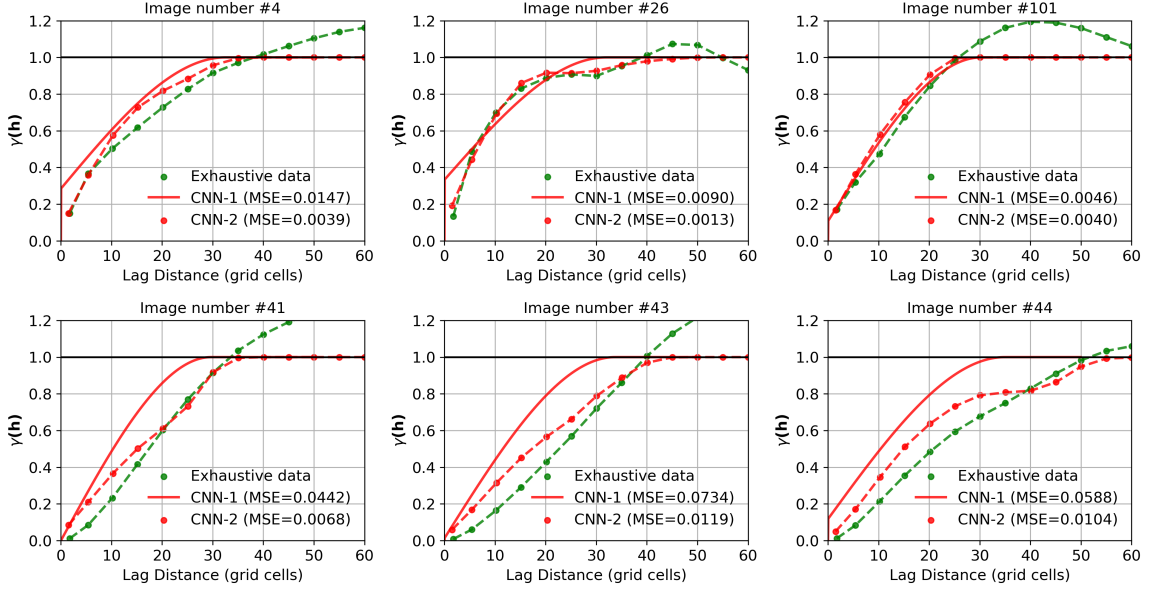 Image number #4
Image number #26
Image number #101
1.2
1.0
0.8
0.6
0.4
0.2
0.0
γ(h)
Exhaustive data
CNN-1 (MSE=0.0147)
CNN-2 (MSE=0.0039)
0 10 20 30 40 50 60
Lag Distance (grid cells)
1.2
1.0
0.8
0.6
0.4
0.2
0.0
γ(h)
Exhaustive data
CNN-1 (MSE=0.0090)
CNN-2 (MSE=0.0013)
0 10 20 30 40 50 60
Lag Distance (grid cells)
1.2
1.0
0.8
0.6
0.4
0.2
0.0
γ(h)
Exhaustive data
CNN-1 (MSE=0.0046)
CNN-2 (MSE=0.0040)
0 10 20 30 40 50 60
Lag Distance (grid cells)
Image number #41
Image number #43
Image number #44
1.2
1.0
0.8
0.6
0.4
0.2
0.0
γ(h)
Exhaustive data
CNN-1 (MSE=0.0442)
CNN-2 (MSE=0.0068)
0 10 20 30 40 50 60
Lag Distance (grid cells)
1.2
1.0
0.8
0.6
0.4
0.2
0.0
γ(h)
Exhaustive data
CNN-1 (MSE=0.0734)
CNN-2 (MSE=0.0119)
0 10 20 30 40 50 60
Lag Distance (grid cells)
1.2
1.0
0.8
0.6
0.4
0.2
0.0
γ(h)
Exhaustive data
CNN-1 (MSE=0.0588)
CNN-2 (MSE=0.0104)
0 10 20 30 40 50 60
Lag Distance (grid cells)